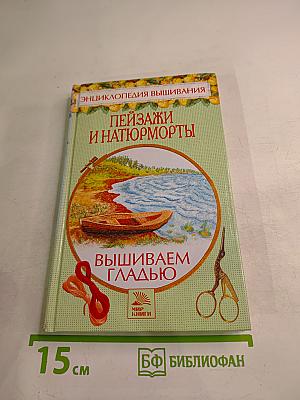 ЭНЦИКЛОПЕДИЯ ВЫШИВАНИЯ
ПЕЙЗАЖИ
И НАТЮРМОРТЫ
ВЫШИВАЕМ
ГЛАДЬЮ
МИР
КНИГИ
15 см
БФ БИБЛИОФАН